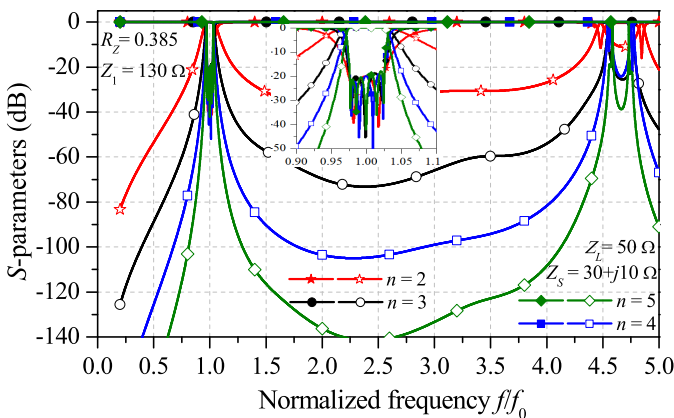 S-parameters (dB)
0
-20
-40
-60
-80
-100
-120
-140
R_Z = 0.385
Z_1 = 130 Ω
0
-10
-20
-30
-40
50
0.90 0.95 1.00 1.05 1.1
Z_L = 50 Ω
Z_S = 30+j10 Ω
n = 2
n = 3
n = 5
n = 4
0.0 0.5 1.0 1.5 2.0 2.5 3.0 3.5 4.0 4.5 5.0
Normalized frequency f/f_0